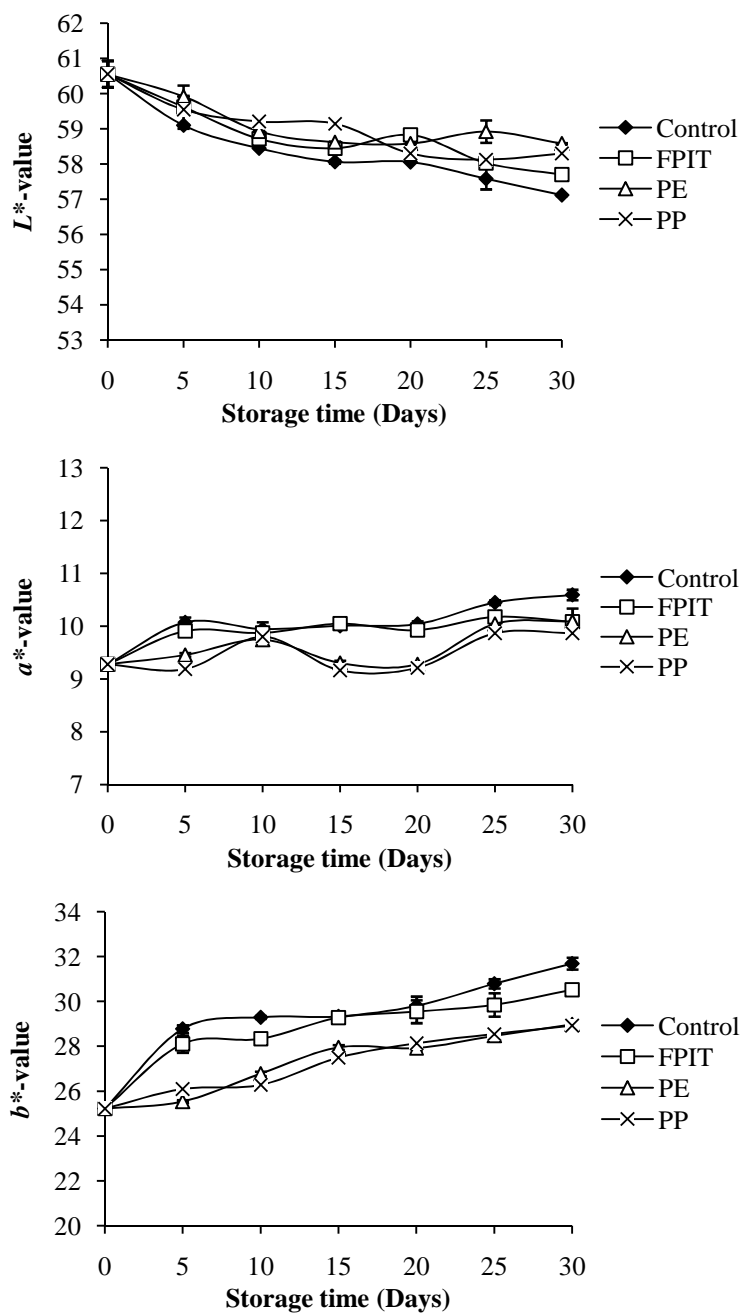 62
61
60
59
58
57
56
55
54
53
L*-value
0 5 10 15 20 25 30
Storage time (Days)
Control
FPIT
PE
PP
13
12
11
10
9
8
7
a*-value
0 5 10 15 20 25 30
Storage time (Days)
Control
FPIT
PE
PP
34
32
30
28
26
24
22
20
b*-value
0 5 10 15 20 25 30
Storage time (Days)
Control
FPIT
PE
PP